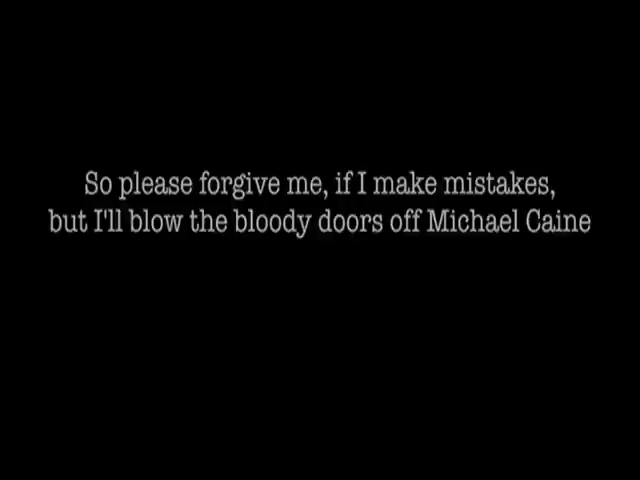 So please forgive me, if I make mistakes,
but I'll blow the bloody doors off Michael Caine